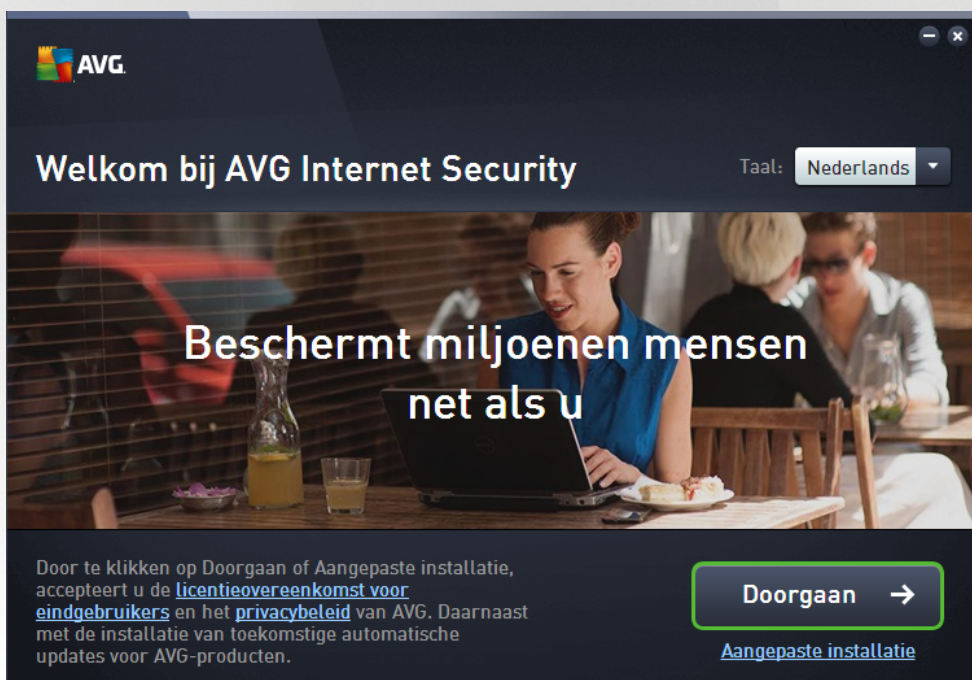 AVG.
Welkom bij AVG Internet Security
Taal: Nederlands
Beschermt miljoenen mensen
net als u
Door te klikken op Doorgaan of Aangepaste installatie,
accepteert u de licentieovereenkomst voor
eindgebruikers en het privacybeleid van AVG. Daarnaast
met de installatie van toekomstige automatische
updates voor AVG-producten.
Doorgaan
Aangepaste installatie